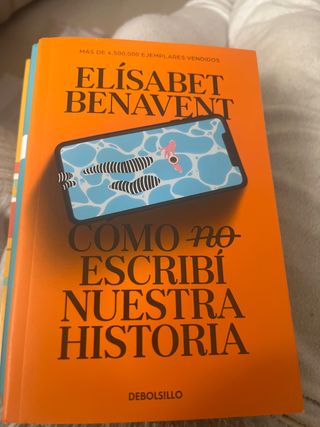 MÁS DE 4.500.000 EJEMPLARES VENDIDOS
ELÍSABET
BENAVENT
CÓMO no
ESCRIBÍ
NUESTRA
HISTORIA
DEBOLSILLO